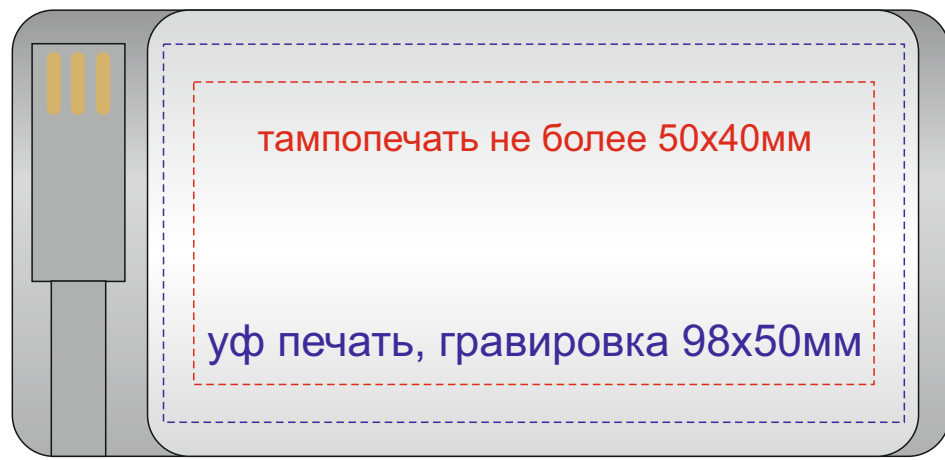 тампопечать не более 50х40мм
уф печать, гравировка 98х50мм